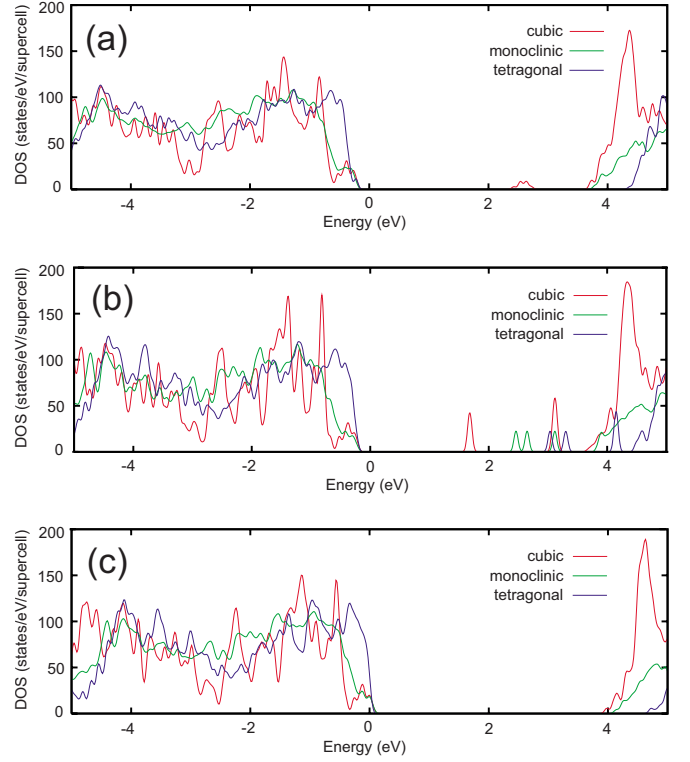 200
(a)
cubic
monoclinic
tetragonal
150
100
50
0
DOS (states/eV/supercell)
-4
-2
0
2
4
Energy (eV)
200
(b)
cubic
monoclinic
tetragonal
150
100
50
0
DOS (states/eV/supercell)
-4
-2
0
2
4
Energy (eV)
200
(c)
cubic
monoclinic
tetragonal
150
100
50
0
DOS (states/eV/supercell)
-4
-2
0
2
4
Energy (eV)